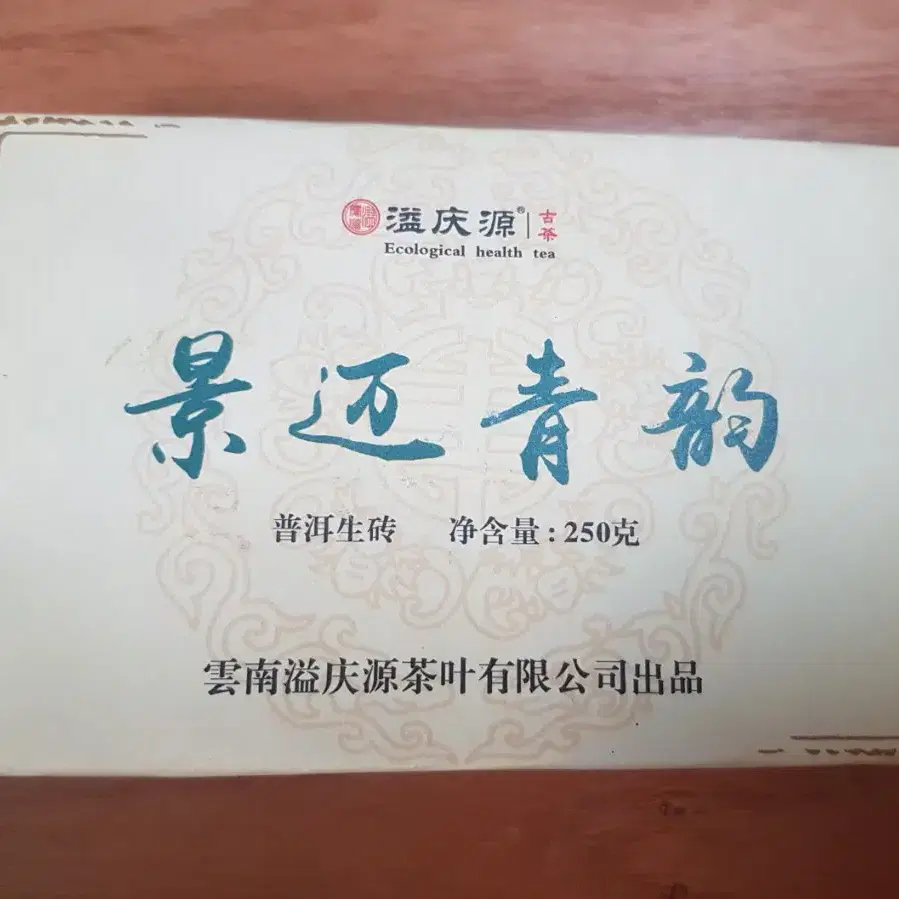 溢庆源® 古茶
Ecological health tea
景迈青韵
普洱生砖 净含量:250克
雲南溢庆源茶叶有限公司出品